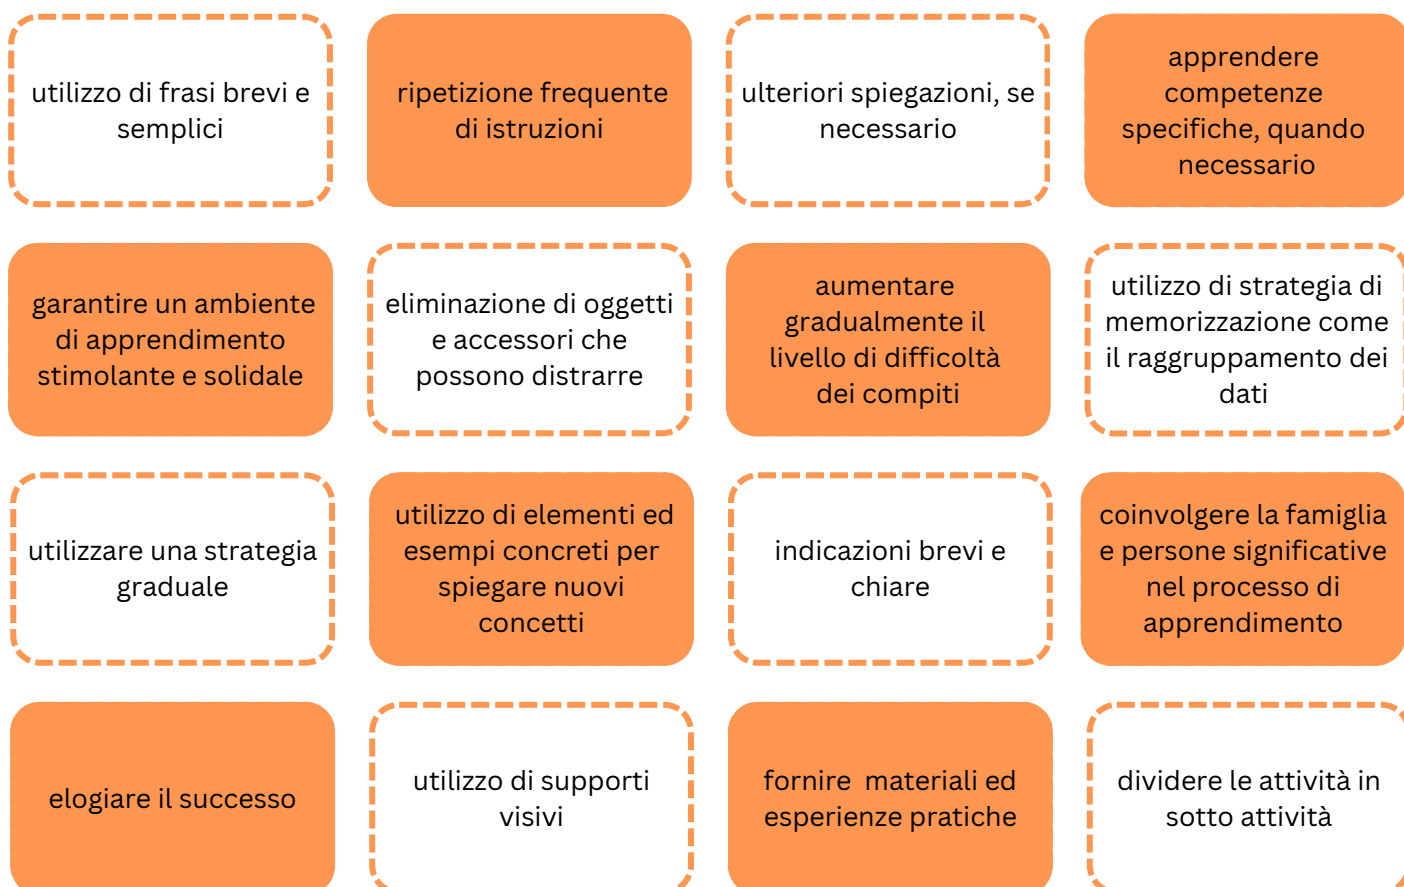 utilizzo di frasi brevi e
semplici
ripetizione frequente
di istruzioni
ulteriori spiegazioni, se
necessario
apprendere
competenze
specifiche, quando
necessario
garantire un ambiente
di apprendimento
stimolante e solidale
eliminazione di oggetti
e accessori che
possono distrarre
aumentare
gradualmente il
livello di difficoltà
dei compiti
utilizzo di strategia di
memorizzazione come
il raggruppamento dei
dati
utilizzare una strategia
graduale
utilizzo di elementi ed
esempi concreti per
spiegare nuovi
concetti
indicazioni brevi e
chiare
coinvolgere la famiglia
e persone significative
nel processo di
apprendimento
elogiare il successo
utilizzo di supporti
visivi
fornire  materiali ed
esperienze pratiche
dividere le attività in
sotto attività